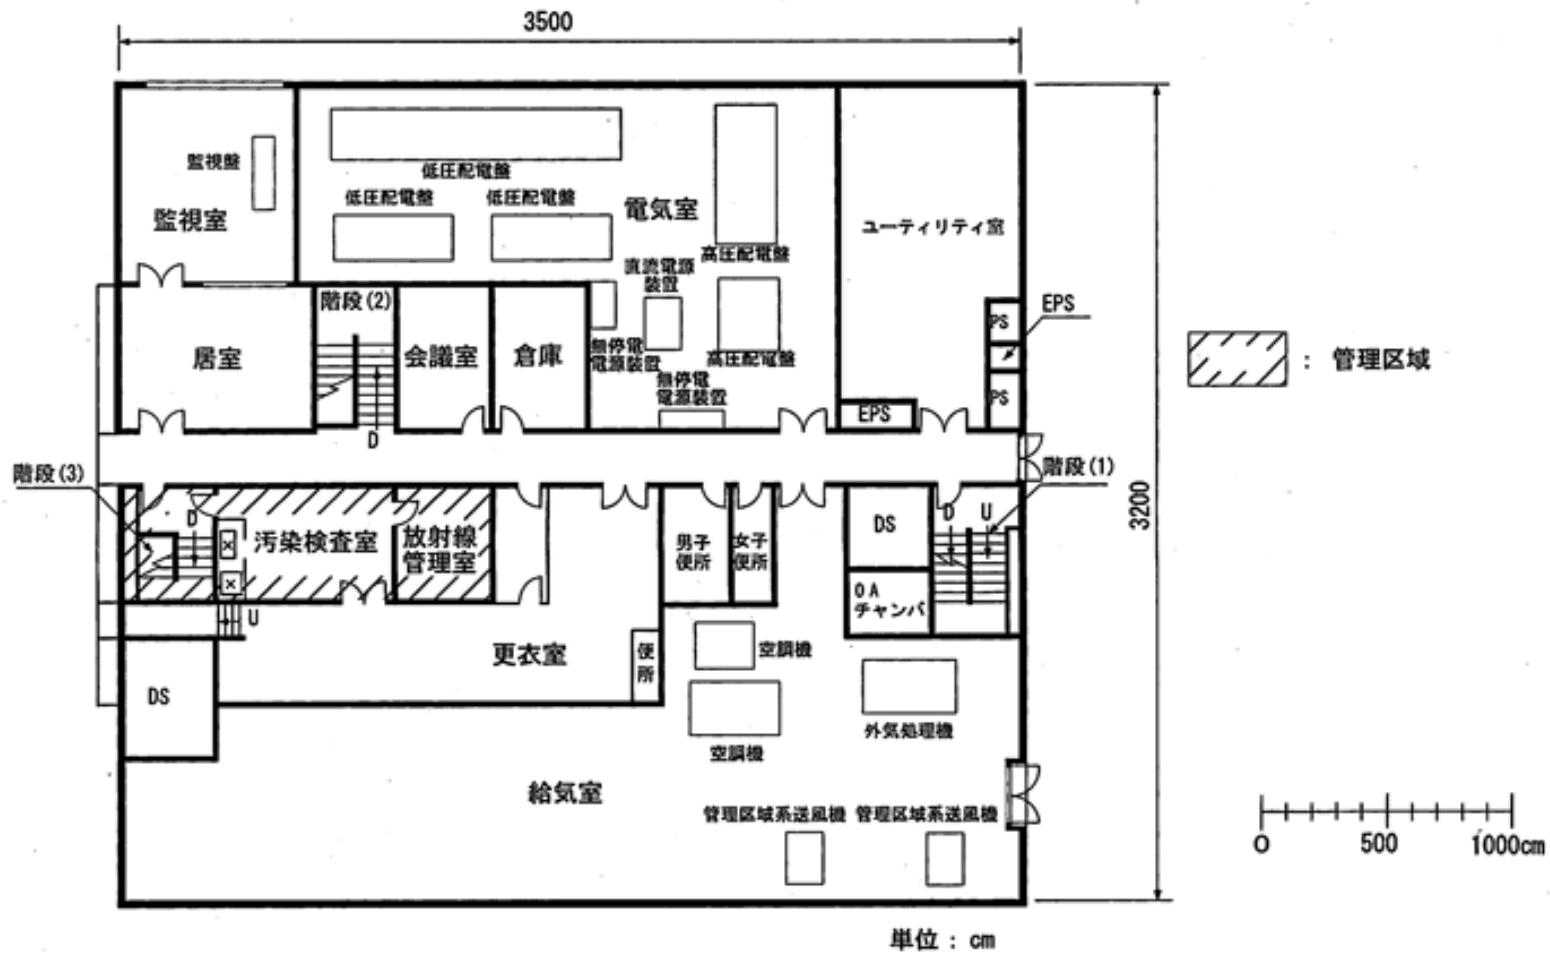 3500
監視盤
監視室
低圧配電盤
低圧配電盤
低圧配電盤
電気室
高圧配電盤
直流電源
装置
無停電
電源装置
高圧配電盤
無停電
電源装置
ユーティリティ室
EPS
PS
PS
EPS
管理区域
:
階段(2)
居室
会議室
倉庫
D
階段(3)
階段(1)
3200
D
汚染検査室
放射線
管理室
U
男子
便所
女子
便所
DS
D
U
OA
チャンバ
更衣室
便
所
空調機
空調機
外気処理機
DS
給気室
管理区域系送風機
管理区域系送風機
0
500
1000cm
単位 : cm